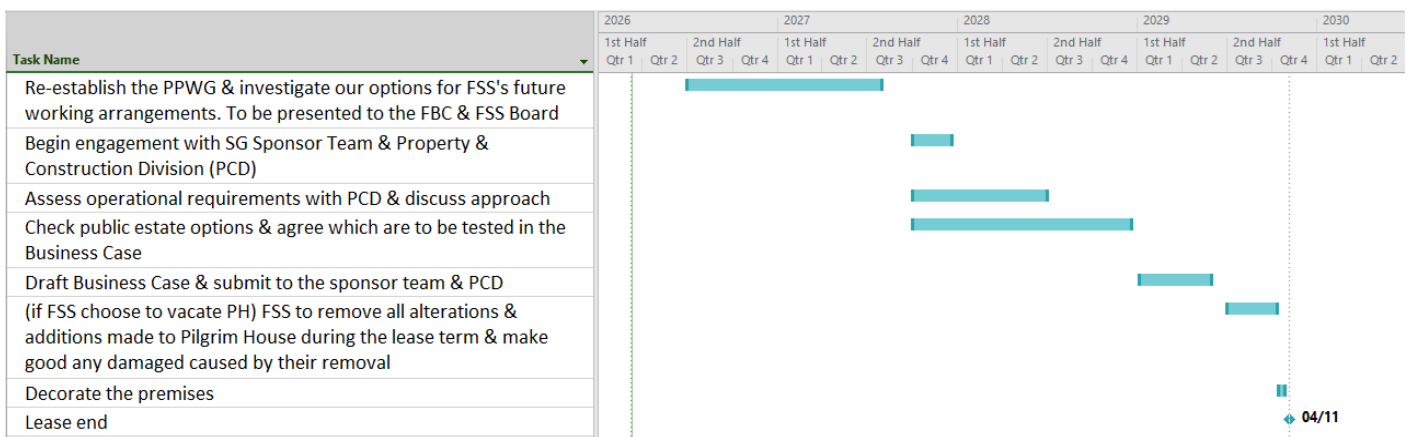 2026 2027 2028 2029 2030
1st Half 2nd Half 1st Half 2nd Half 1st Half 2nd Half 1st Half 2nd Half 1st Half
Task Name Qtr 1 Qtr 2 Qtr 3 Qtr 4 Qtr 1 Qtr 2 Qtr 3 Qtr 4 Qtr 1 Qtr 2 Qtr 3 Qtr 4 Qtr 1 Qtr 2 Qtr 3 Qtr 4 Qtr 1 Qtr 2
Re-establish the PPWG & investigate our options for FSS's future
working arrangements. To be presented to the FBC & FSS Board
Begin engagement with SG Sponsor Team & Property &
Construction Division (PCD)
Assess operational requirements with PCD & discuss approach
Check public estate options & agree which are to be tested in the
Business Case
Draft Business Case & submit to the sponsor team & PCD
(if FSS choose to vacate PH) FSS to remove all alterations &
additions made to Pilgrim House during the lease term & make
good any damaged caused by their removal
Decorate the premises
Lease end 04/11